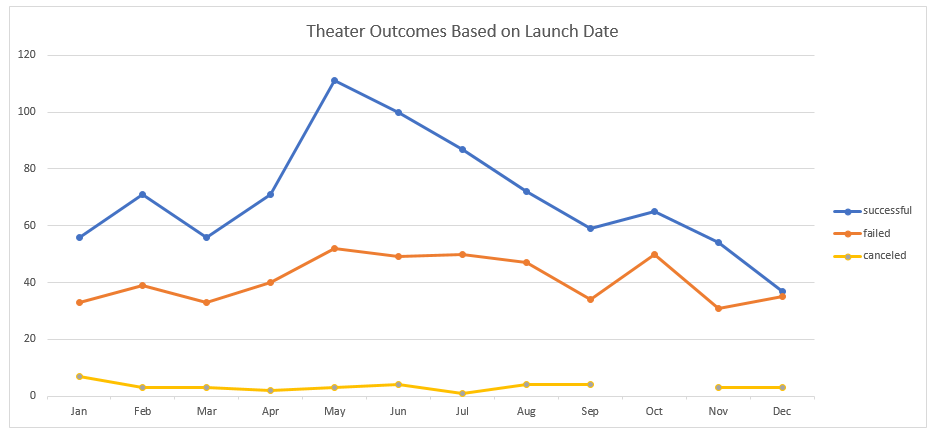 Theater Outcomes Based on Launch Date
120
100
80
60
40
20
0
Jan Feb Mar Apr May Jun Jul Aug Sep Oct Nov Dec
successful
failed
canceled